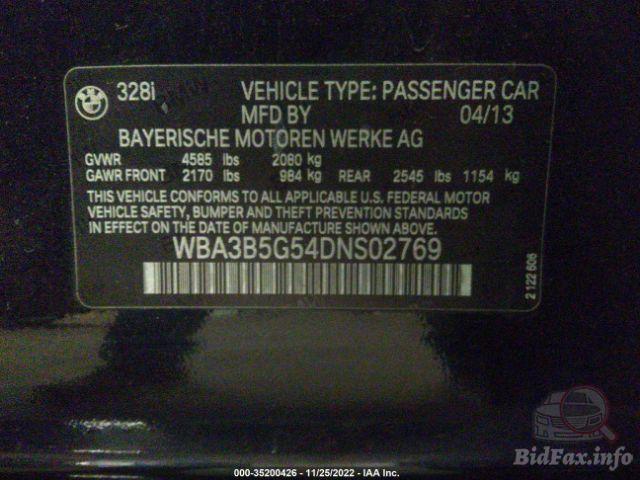 BMW
328i VEHICLE TYPE: PASSENGER CAR
MFD BY 04/13
BAYERISCHE MOTOREN WERKE AG
GVWR 4585 lbs 2080 kg
GAWR FRONT 2170 lbs 984 kg REAR 2545 lbs 1154 kg
THIS VEHICLE CONFORMS TO ALL APPLICABLE U.S. FEDERAL MOTOR
VEHICLE SAFETY, BUMPER AND THEFT PREVENTION STANDARDS
IN EFFECT ON THE DATE OF MANUFACTURE SHOWN ABOVE.
WBA3B5G54DNS02769
2 122 606
BidFax.info
000-35200426 - 11/25/2022 - IAA Inc.